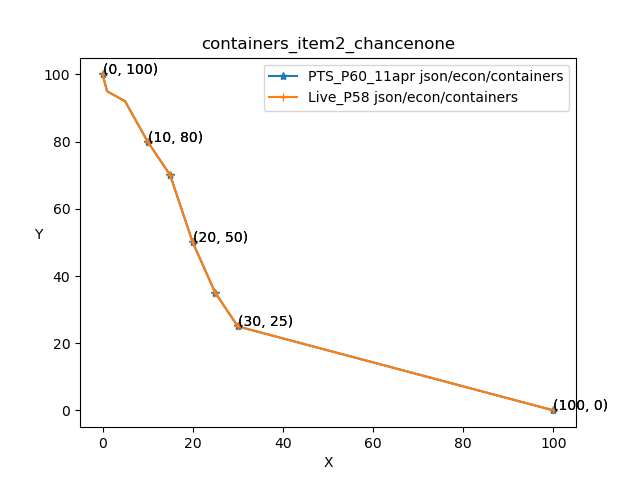 containers_item2_chancenone
PTS_P60_11apr json/econ/containers
Live_P58 json/econ/containers
(0, 100)
(10, 80)
(20, 50)
(30, 25)
(100, 0)
100
80
60
40
20
0
Y
0 20 40 60 80 100
X